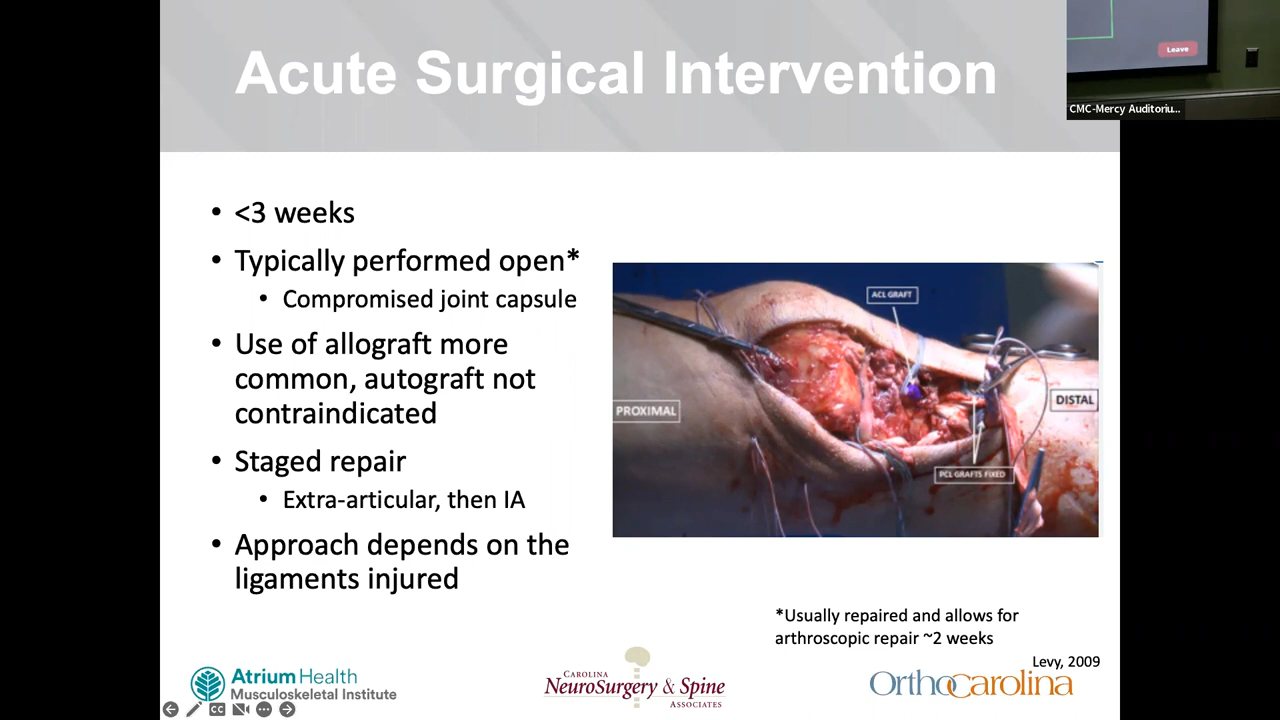 Acute Surgical Intervention
Leave
CMC-Mercy Auditoriu...
• <3 weeks
• Typically performed open*
• Compromised joint capsule
• Use of allograft more
common, autograft not
contraindicated
• Staged repair
• Extra-articular, then IA
• Approach depends on the
ligaments injured
ACL GRAFT
PROXIMAL
DISTAL
PCL GRAFTS FIXED
*Usually repaired and allows for
arthroscopic repair ~2 weeks
Levy, 2009
Atrium Health
Musculoskeletal Institute
CAROLINA
NEUROSURGERY & SPINE
ASSOCIATES
OrthoCarolina
CC